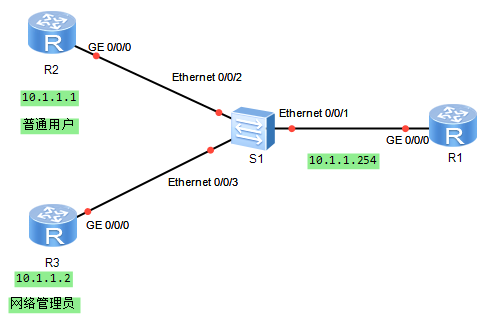 GE 0/0/0
R
R2
Ethernet 0/0/2
10.1.1.1
普通用户
Ethernet 0/0/1
S1
GE 0/0/0
R
R1
10.1.1.254
Ethernet 0/0/3
R
GE 0/0/0
R3
10.1.1.2
网络管理员